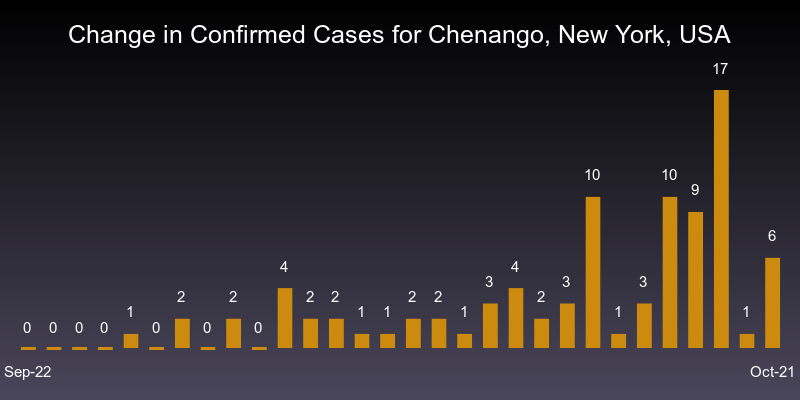 Change in Confirmed Cases for Chenango, New York, USA
0 0 0 0 1 0 2 0 2 0 4 2 2 1 1 2 2 1 3 4 2 3 10 1 3 10 9 17 1 6
Sep-22 Oct-21